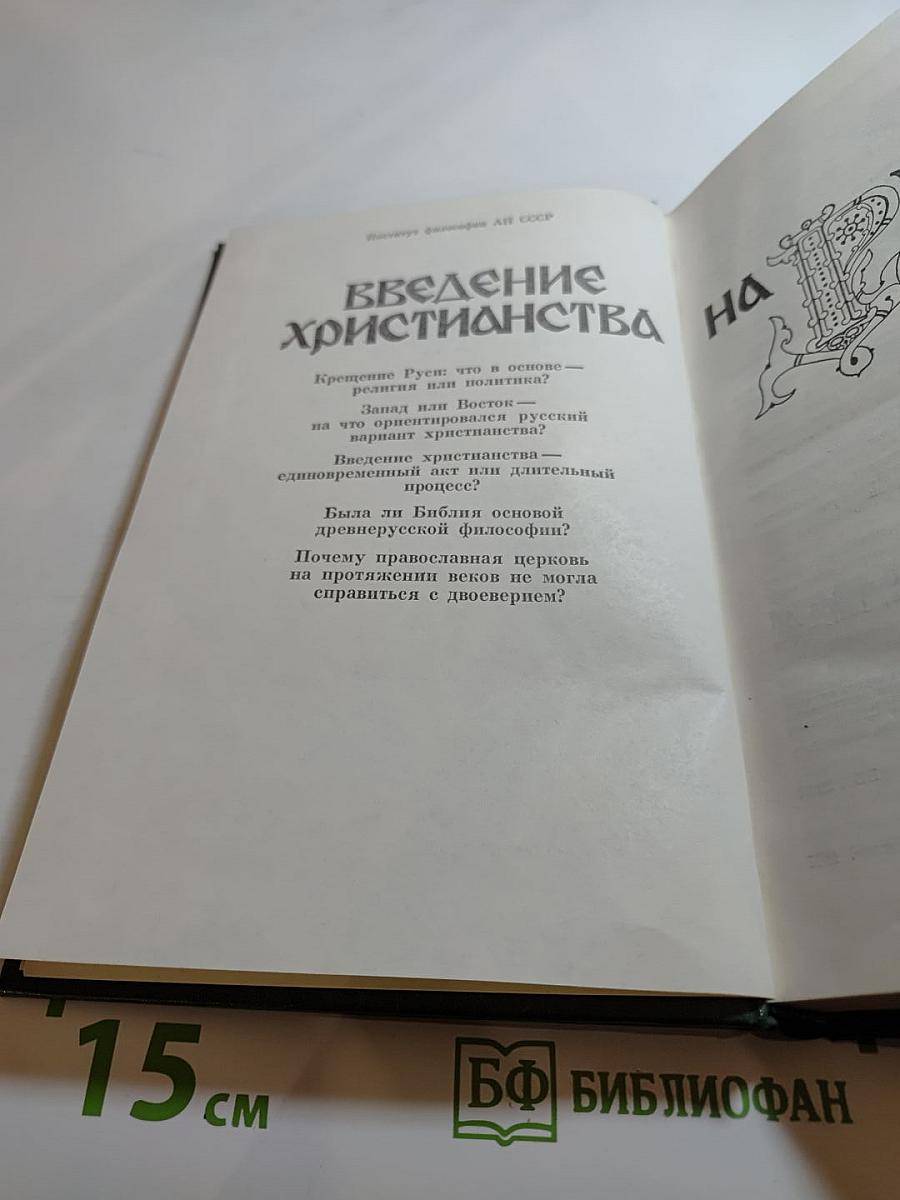 Институт философии АН СССР
ВВЕДЕНИЕ
ХРИСТИАНСТВА
Крещение Руси: что в основе —
религия или политика?
Запад или Восток —
на что ориентировался русский
вариант христианства?
Введение христианства —
единовременный акт или длительный
процесс?
Была ли Библия основой
древнерусской философии?
Почему православная церковь
на протяжении веков не могла
справиться с двоеверием?
НА
15 см
БФ БИБЛИОФАН